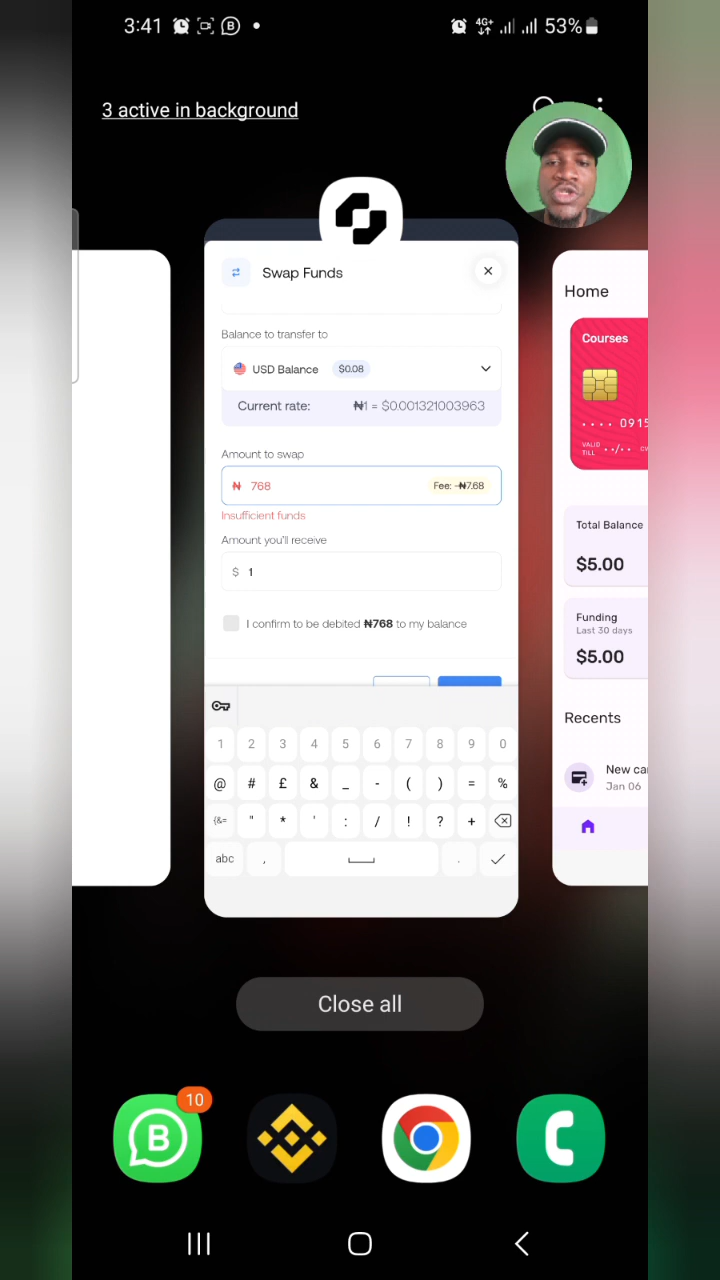 3:41
4G+
53%
3 active in background
Swap Funds
Balance to transfer to
USD Balance $0.08
Current rate: ₦1 = $0.001321003963
Amount to swap
₦ 768 Fee: -₦7.68
Insufficient funds
Amount you'll receive
$ 1
I confirm to be debited ₦768 to my balance
1 2 3 4 5 6 7 8 9 0
@ # £ & _ - ( ) = %
{&= " * ' : / ! ? +
abc , .
Home
Courses
.... 0915
VALID
TILL ··/··
Total Balance
$5.00
Funding
Last 30 days
$5.00
Recents
New ca
Jan 06
Close all
10
B